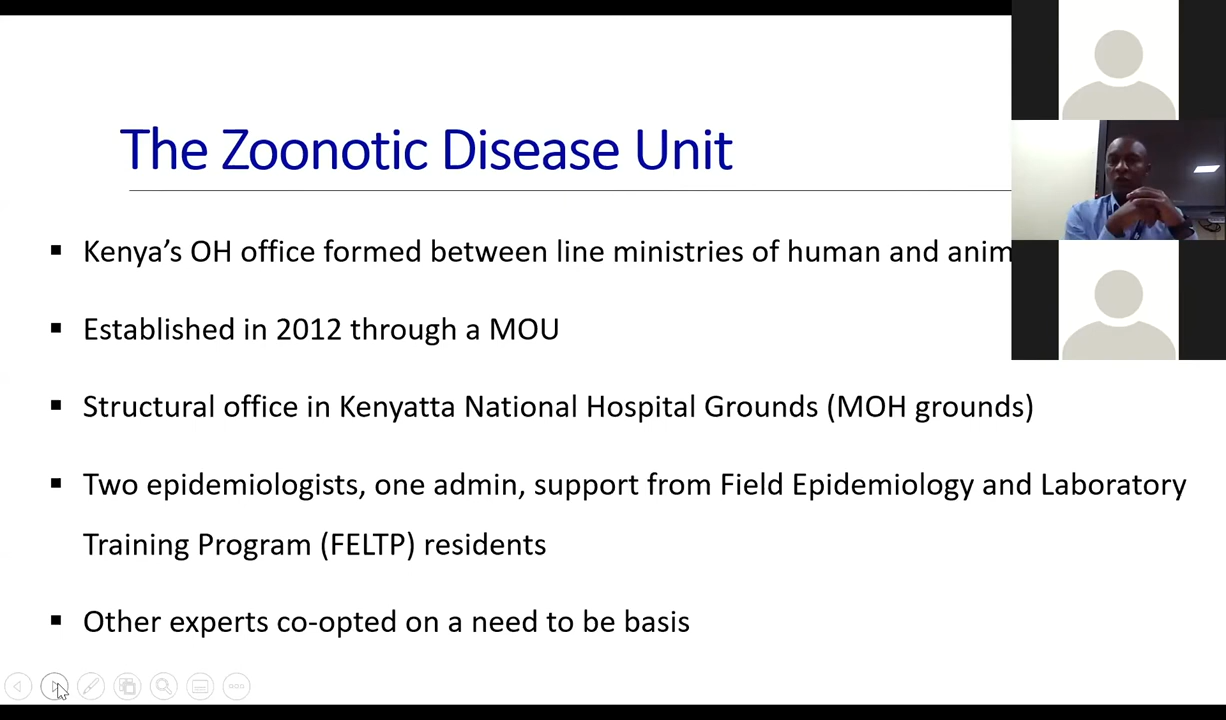 The Zoonotic Disease Unit
▪ Kenya's OH office formed between line ministries of human and anim
▪ Established in 2012 through a MOU
▪ Structural office in Kenyatta National Hospital Grounds (MOH grounds)
▪ Two epidemiologists, one admin, support from Field Epidemiology and Laboratory
Training Program (FELTP) residents
▪ Other experts co-opted on a need to be basis